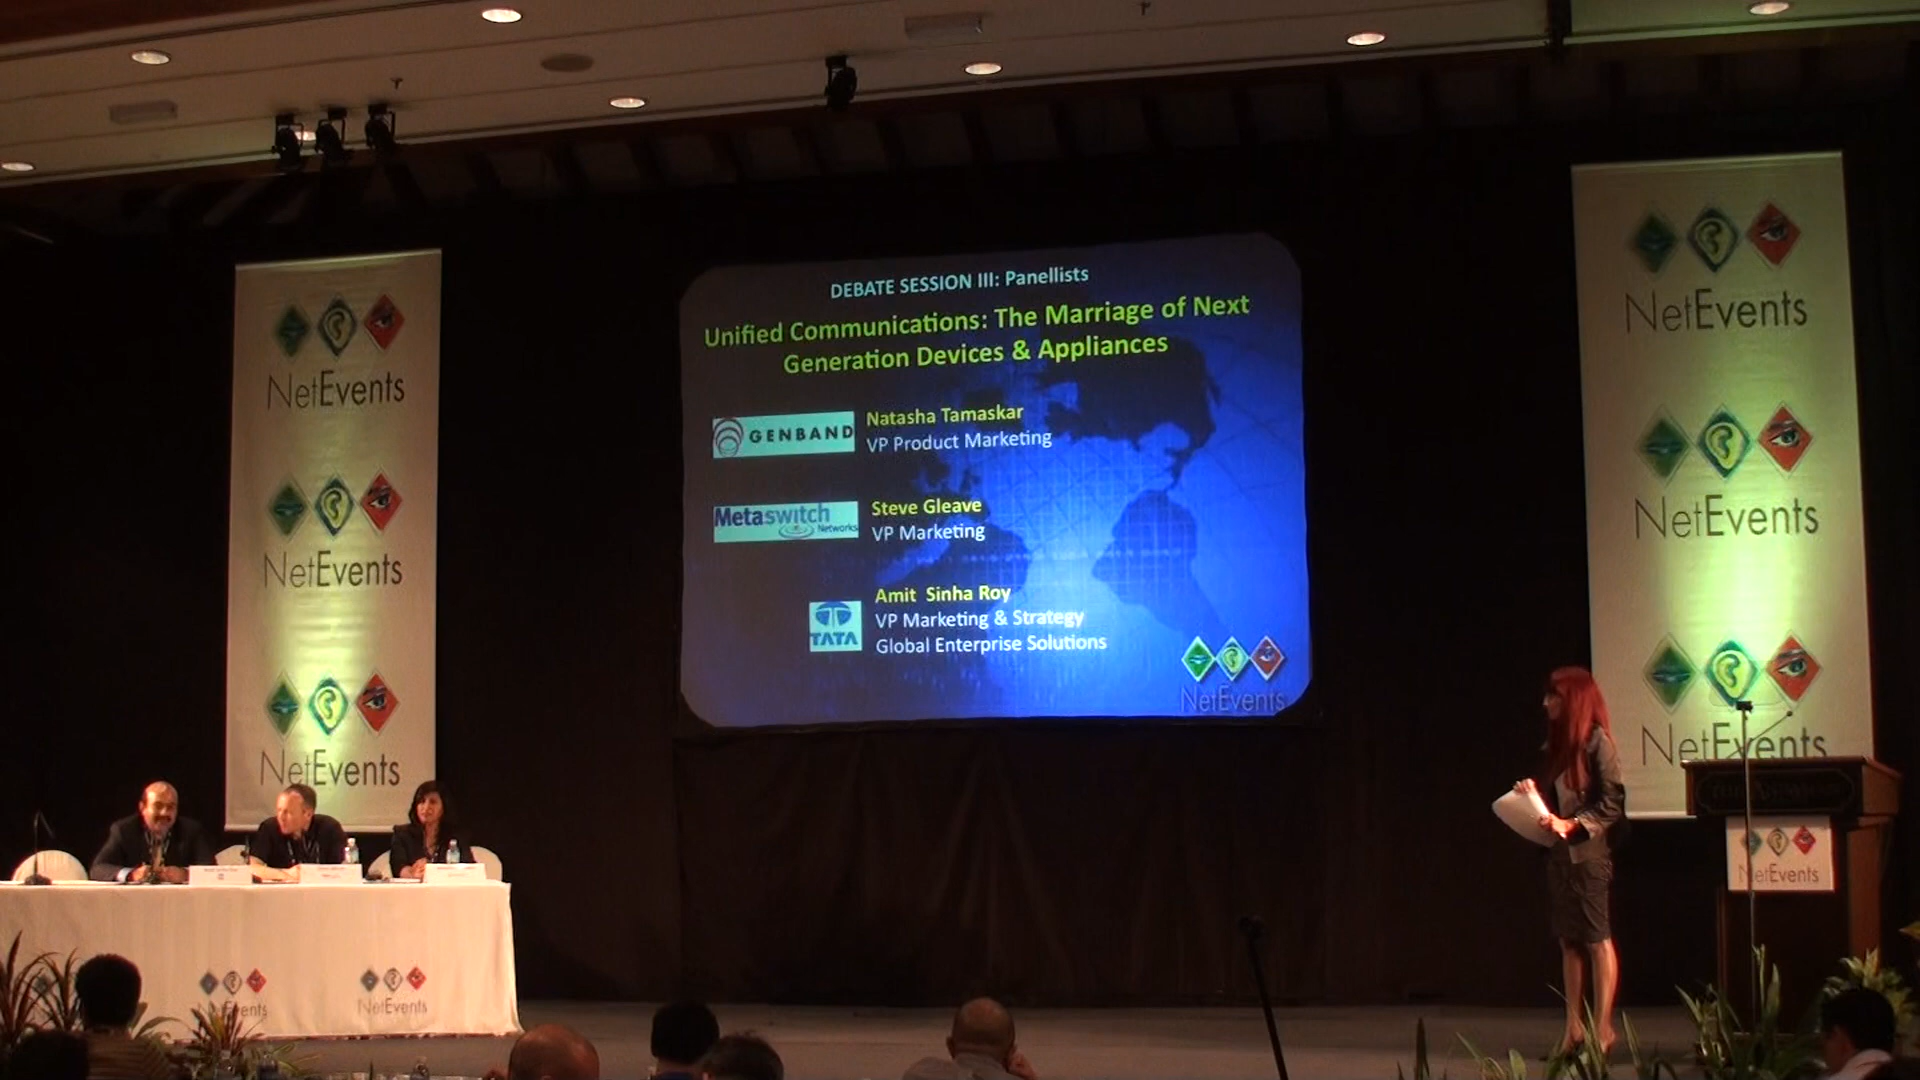 DEBATE SESSION III: Panellists
Unified Communications: The Marriage of Next
Generation Devices & Appliances
GENBAND
Natasha Tamaskar
VP Product Marketing
Metaswitch
Networks
Steve Gleave
VP Marketing
TATA
Amit Sinha Roy
VP Marketing & Strategy
Global Enterprise Solutions
NetEvents
NetEvents
NetEvents
NetEvents
NetEvents
NetEvents
NetEvents
NetEvents
NetEvents
NetEvents